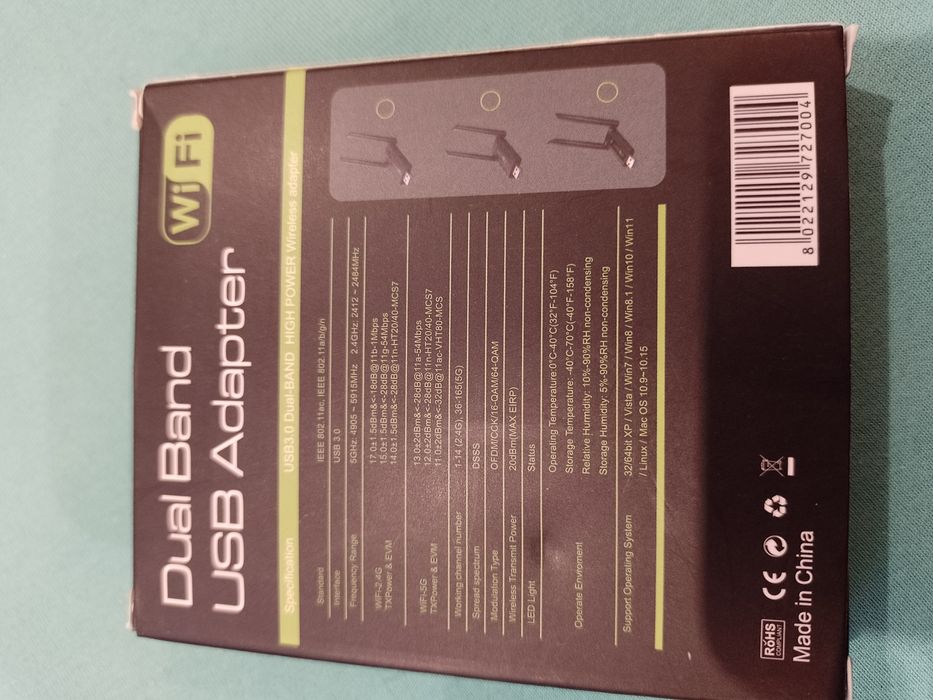 Dual Band
USB Adapter
WiFi
Specification USB3.0 Dual-BAND HIGH POWER Wireless adapter
Standard IEEE 802.11ac, IEEE 802.11a/b/g/n
Interface USB 3.0
Frequency Range 5GHz: 4905 ~ 5915MHz 2.4GHz: 2412 ~ 2484MHz
WiFi-2.4G
TXPower & EVM
17.0±1.5dBm&<-18dB@11b-1Mbps
15.0±1.5dBm&<-28dB@11g-54Mbps
14.0±1.5dBm&<-28dB@11n-HT20/40-MCS7
WiFi-5G
TXPower & EVM
13.0±2dBm&<-28dB@11a-54Mbps
12.0±2dBm&<-28dB@11n-HT20/40-MCS7
11.0±2dBm&<-32dB@11ac-VHT80-MCS
Working channel number 1-14,(2.4G), 36-165(5G)
Spread spectrum DSSS
Modulation Type OFDM/CCK/16-QAM/64-QAM
Wireless Transmit Power 20dBm(MAX EIRP)
LED Light Status
Operate Enviroment
Operating Temperature:0°C-40°C(32°F-104°F)
Storage Temperature: -40°C-70°C(-40°F-158°F)
Relative Humidity: 10%-90%RH non-condensing
Storage Humidity: 5%-90%RH non-condensing
Support Operating System 32/64bit XP / Vista / Win7 / Win8 / Win8.1 / Win10 / Win11
/ Linux / Mac OS 10.9~10.15
RoHS
COMPLIANT
CE
Made in China
8 022129 727004